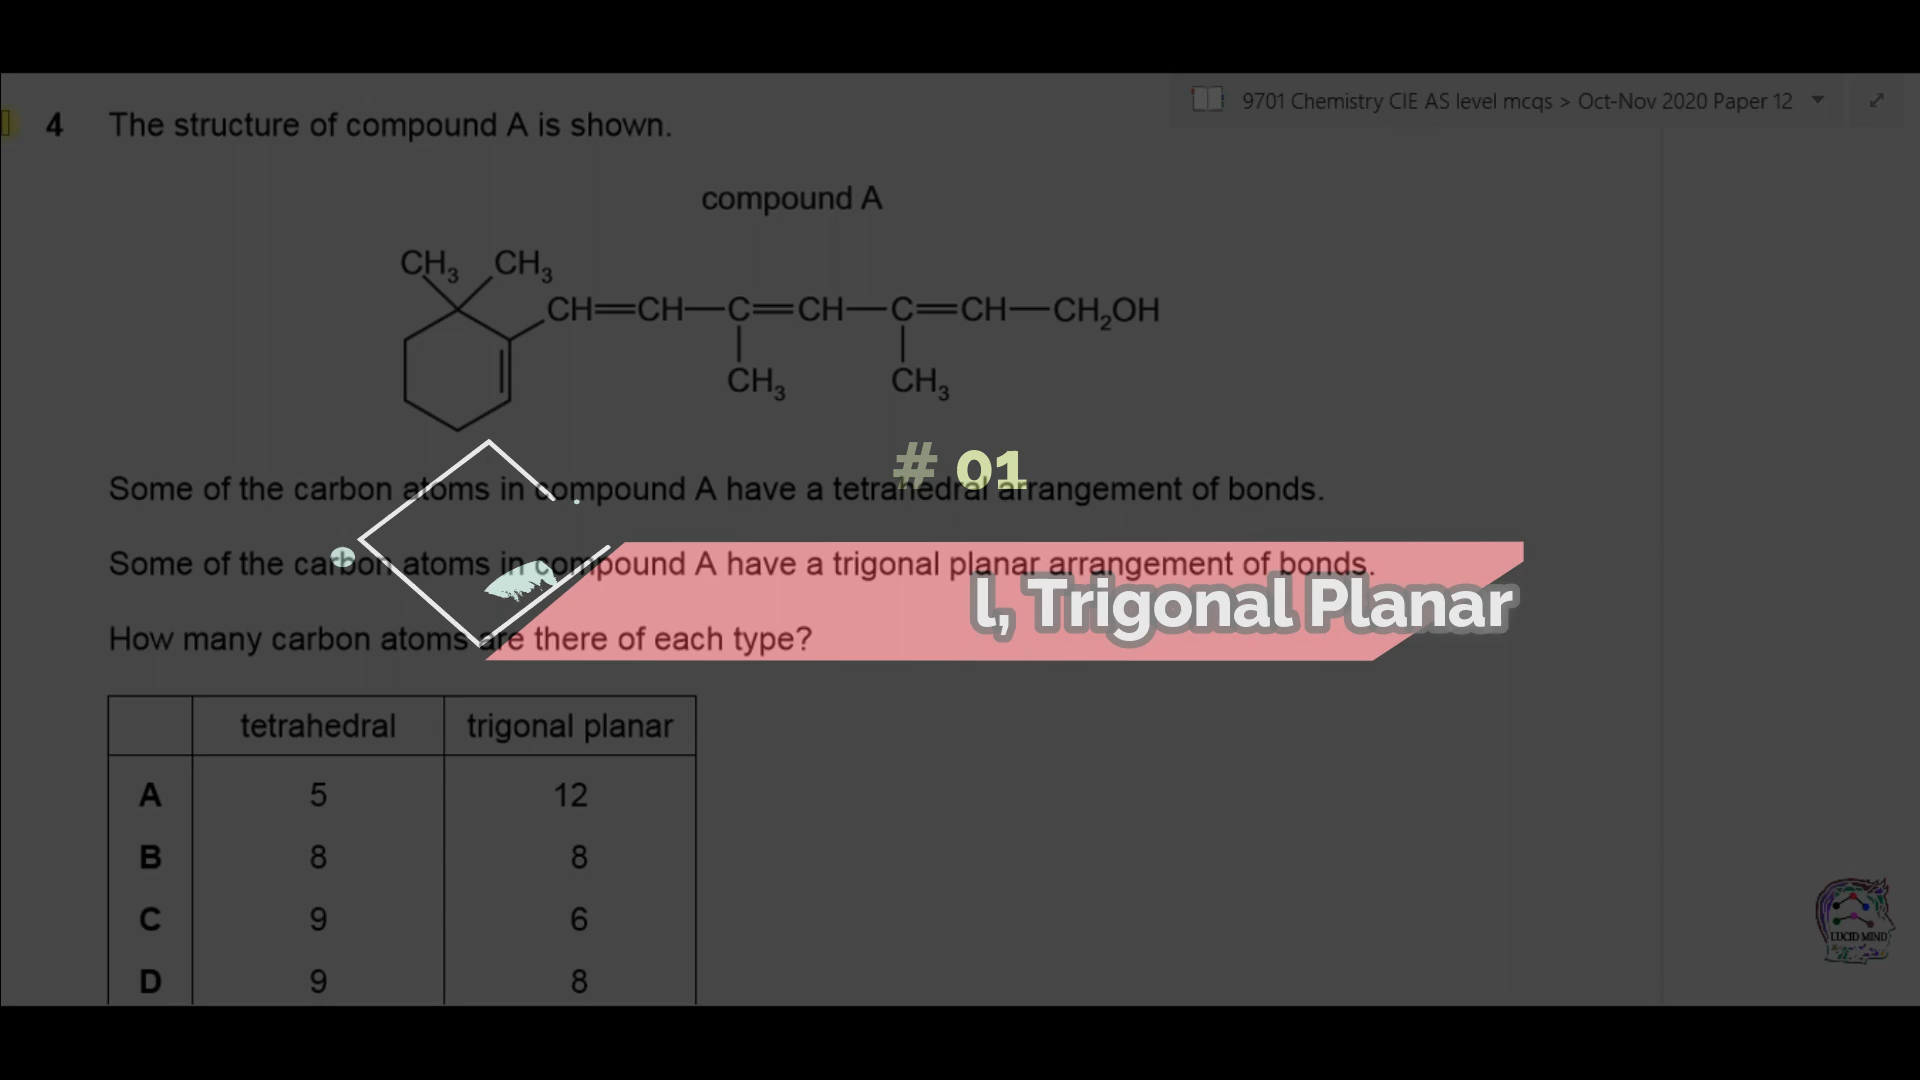 9701 Chemistry CIE AS level mcqs > Oct-Nov 2020 Paper 12
4 The structure of compound A is shown.
compound A
CH3 CH3
CH=CH—C=CH—C=CH—CH2OH
CH3 CH3
# 01
Some of the carbon atoms in compound A have a tetrahedral arrangement of bonds.
Some of the carbon atoms in compound A have a trigonal planar arrangement of bonds.
l, Trigonal Planar
How many carbon atoms are there of each type?
tetrahedral trigonal planar
A 5 12
B 8 8
C 9 6
D 9 8
LUCID MIND